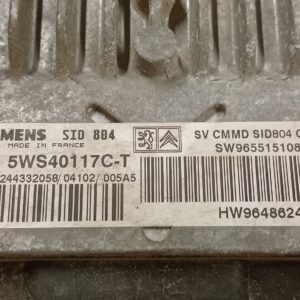 MENS SID 804
MADE IN FRANCE
5WS40117C-T
244332058/04102/005A5
SV CMMD SID804 C
SW965515108
HW9648624